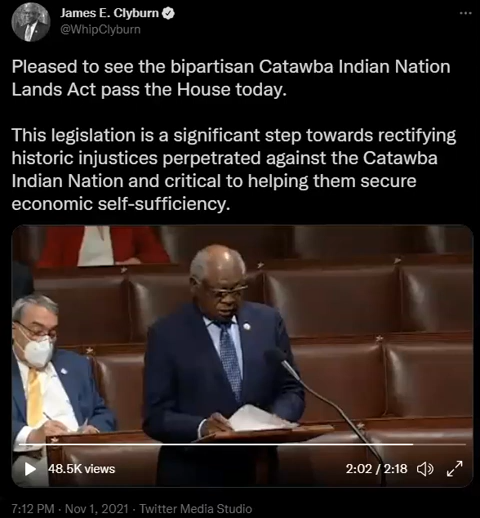 James E. Clyburn
@WhipClyburn
Pleased to see the bipartisan Catawba Indian Nation
Lands Act pass the House today.
This legislation is a significant step towards rectifying
historic injustices perpetrated against the Catawba
Indian Nation and critical to helping them secure
economic self-sufficiency.
48.5K views
2:02 / 2:18
7:12 PM · Nov 1, 2021 · Twitter Media Studio